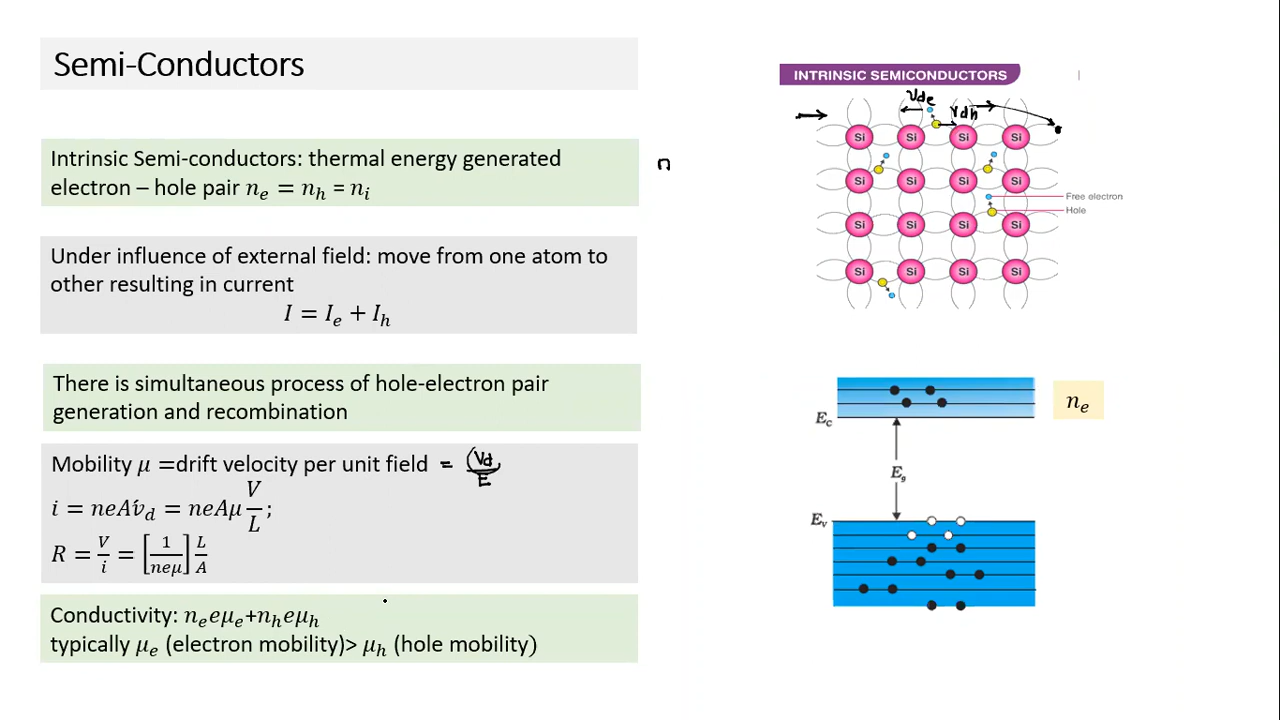 Semi-Conductors
Intrinsic Semi-conductors: thermal energy generated
electron – hole pair nₑ = nₕ = nᵢ
n
Under influence of external field: move from one atom to
other resulting in current
I = Iₑ + Iₕ
There is simultaneous process of hole-electron pair
generation and recombination
Mobility μ =drift velocity per unit field = (Vd/E
i = neAv́_d = neAμ V/L;
R = V/i = [1/neμ] L/A
Conductivity: nₑeμₑ+nₕeμₕ
typically μₑ (electron mobility)> μₕ (hole mobility)
INTRINSIC SEMICONDUCTORS
Vde
Vdh
Si Si Si Si
Si Si Si Si
Free electron
Hole
Si Si Si Si
Si Si Si Si
nₑ
E_c
E_g
E_v